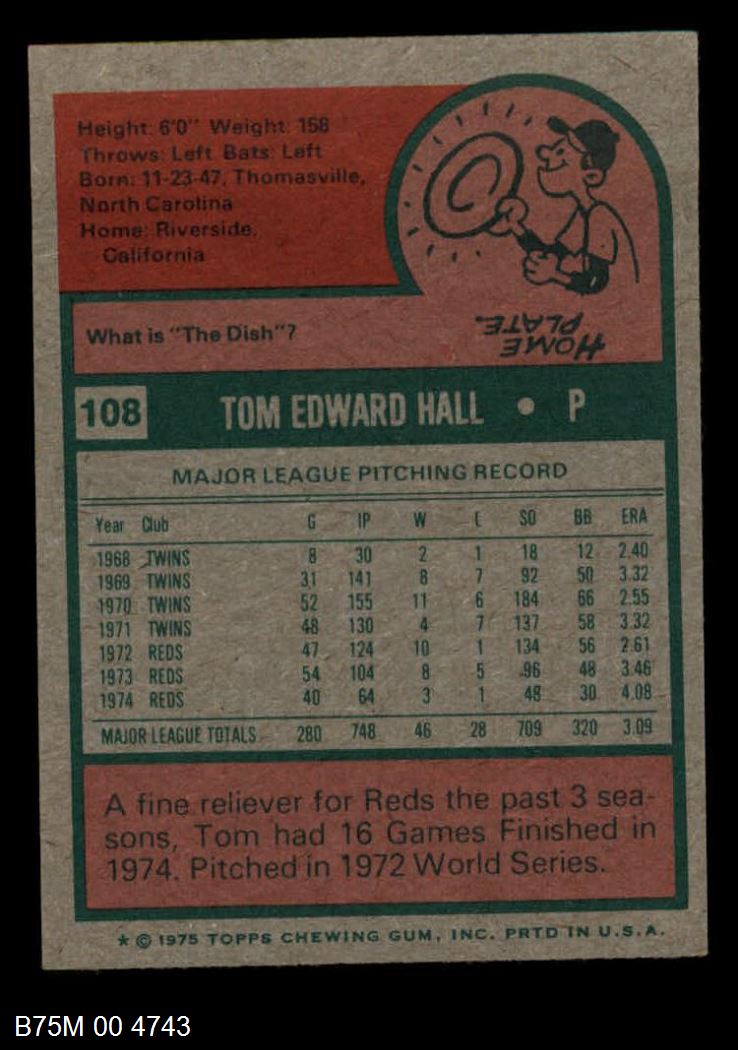 Height: 6'0" Weight: 156
Throws: Left Bats: Left
Born: 11-23-47, Thomasville,
North Carolina
Home: Riverside,
California
What is "The Dish"?
HOME
PLATE.
108 TOM EDWARD HALL • P
MAJOR LEAGUE PITCHING RECORD
Year Club G IP W L SO BB ERA
1968 TWINS 8 30 2 1 18 12 2.40
1969 TWINS 31 141 8 7 92 50 3.32
1970 TWINS 52 155 11 6 184 66 2.55
1971 TWINS 48 130 4 7 137 58 3.32
1972 REDS 47 124 10 1 134 56 2.61
1973 REDS 54 104 8 5 96 48 3.46
1974 REDS 40 64 3 1 48 30 4.08
MAJOR LEAGUE TOTALS 280 748 46 28 709 320 3.09
A fine reliever for Reds the past 3 sea-
sons, Tom had 16 Games Finished in
1974. Pitched in 1972 World Series.
* © 1975 TOPPS CHEWING GUM, INC. PRTD IN U.S.A.
B75M 00 4743